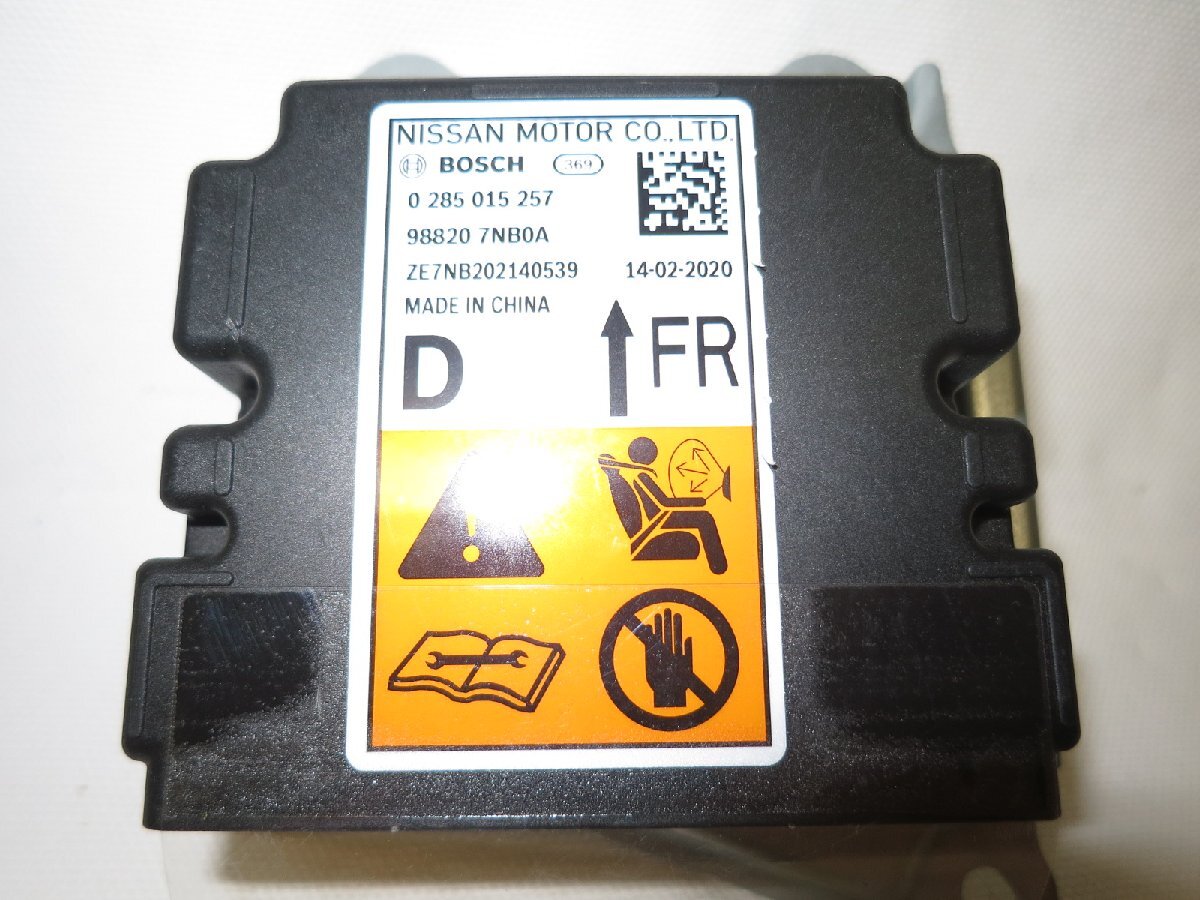 NISSAN MOTOR CO.,LTD.
BOSCH 369
0 285 015 257
98820 7NB0A
ZE7NB202140539 14-02-2020
MADE IN CHINA
D FR